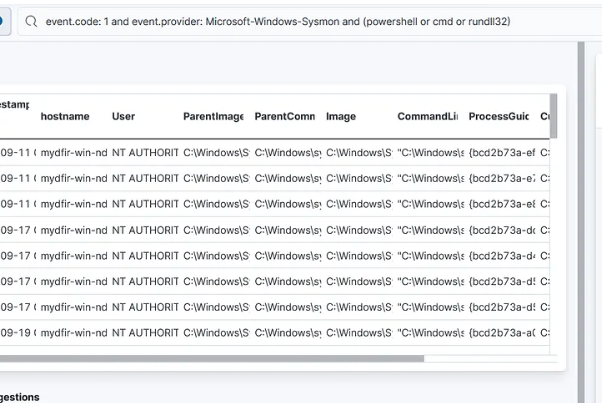 event.code: 1 and event.provider: Microsoft-Windows-Sysmon and (powershell or cmd or rundll32)
estamp hostname User ParentImage ParentComm Image CommandLi ProcessGuid
09-11 mydfir-win-nd NT AUTHORIT C:\Windows\S C:\Windows\sy C:\Windows\S "C:\Windows\s {bcd2b73a-ef C:
09-11 mydfir-win-nd NT AUTHORIT C:\Windows\S C:\Windows\sy C:\Windows\S "C:\Windows\s {bcd2b73a-e7 C:
09-11 mydfir-win-nd NT AUTHORIT C:\Windows\S C:\Windows\sy C:\Windows\S "C:\Windows\s {bcd2b73a-e8 C:
09-17 mydfir-win-nd NT AUTHORIT C:\Windows\S C:\Windows\sy C:\Windows\S "C:\Windows\s {bcd2b73a-dc C:
09-17 mydfir-win-nd NT AUTHORIT C:\Windows\S C:\Windows\sy C:\Windows\S "C:\Windows\s {bcd2b73a-d4 C:
09-17 mydfir-win-nd NT AUTHORIT C:\Windows\S C:\Windows\sy C:\Windows\S "C:\Windows\s {bcd2b73a-d5 C:
09-17 mydfir-win-nd NT AUTHORIT C:\Windows\S C:\Windows\sy C:\Windows\S "C:\Windows\s {bcd2b73a-d5 C:
09-19 mydfir-win-nd NT AUTHORIT C:\Windows\S C:\Windows\sy C:\Windows\S "C:\Windows\s {bcd2b73a-a0 C:
gestions